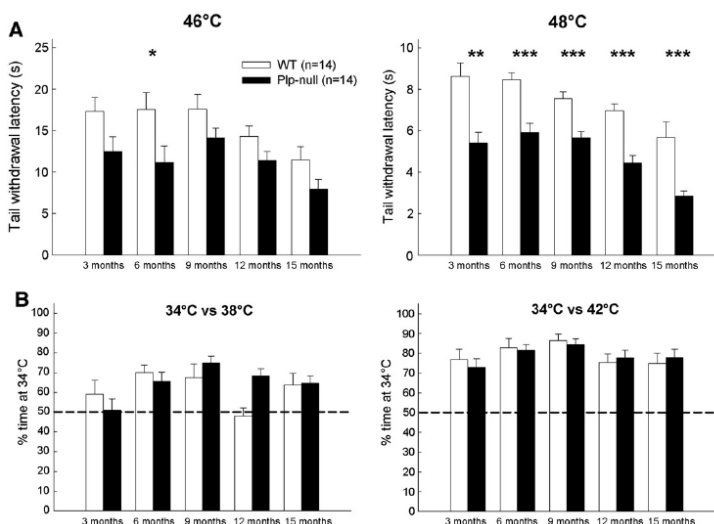 A
46°C
48°C
Tail withdrawal latency (s)
25
20
15
10
5
0
*
WT (n=14)
Plp-null (n=14)
3 months
6 months
9 months
12 months
15 months
Tail withdrawal latency (s)
10
8
6
4
2
0
**
***
***
***
***
3 months
6 months
9 months
12 months
15 months
B
34°C vs 38°C
34°C vs 42°C
% time at 34°C
100
90
80
70
60
50
40
30
20
10
0
3 months
6 months
9 months
12 months
15 months
% time at 34°C
100
90
80
70
60
50
40
30
20
10
0
3 months
6 months
9 months
12 months
15 months